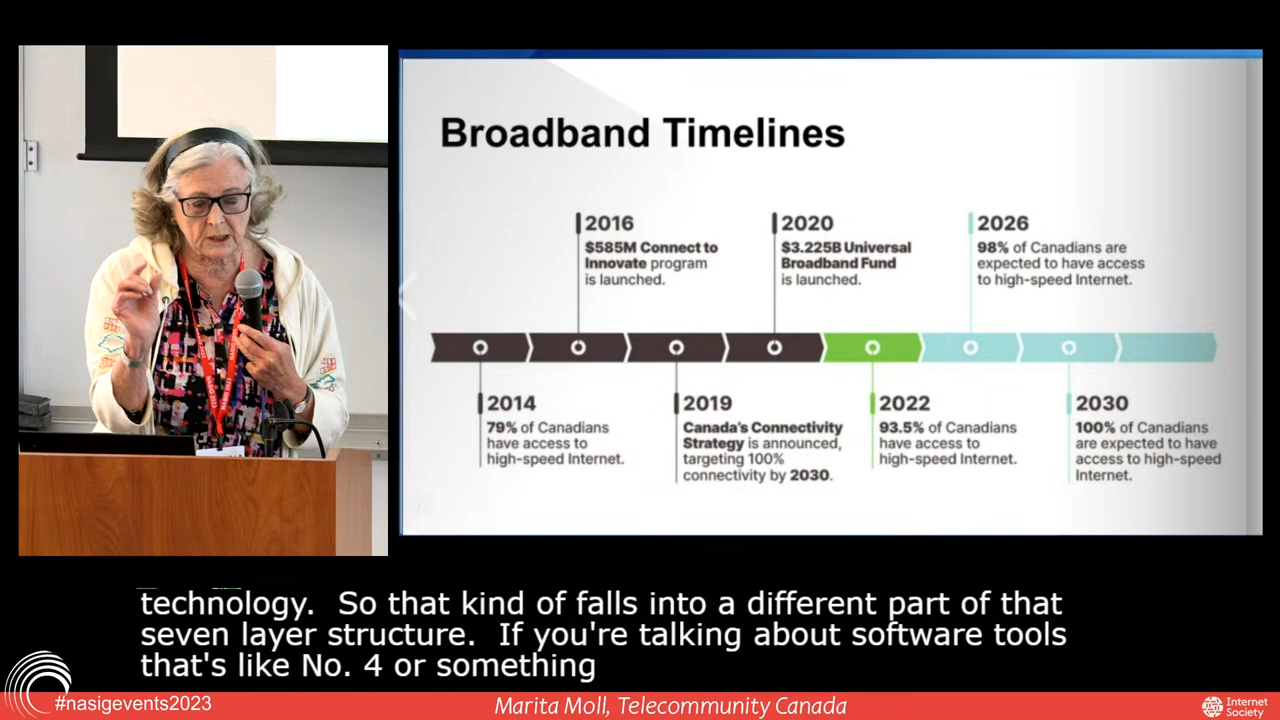 Broadband Timelines
2016
$585M Connect to
Innovate program
is launched.
2020
$3.225B Universal
Broadband Fund
is launched.
2026
98% of Canadians are
expected to have access
to high-speed Internet.
2014
79% of Canadians
have access to
high-speed Internet.
2019
Canada's Connectivity
Strategy is announced,
targeting 100%
connectivity by 2030.
2022
93.5% of Canadians
have access to
high-speed Internet.
2030
100% of Canadians
are expected to have
access to high-speed
Internet.
technology.  So that kind of falls into a different part of that
seven layer structure.  If you're talking about software tools
that's like No. 4 or something
#nasigevents2023
Marita Moll, Telecommunity Canada
Internet
Society